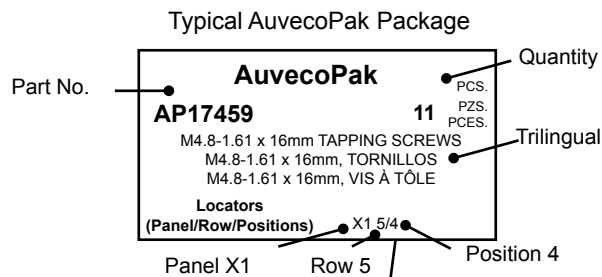 Typical AuvecoPak Package
Quantity
AuvecoPak
PCS.
Part No.
AP17459
11
PZS.
PCES.
M4.8-1.61 x 16mm TAPPING SCREWS
Trilingual
M4.8-1.61 x 16mm, TORNILLOS
M4.8-1.61 x 16mm, VIS À TÔLE
Locators
(Panel/Row/Positions)
X1 5/4
Panel X1
Row 5
Position 4